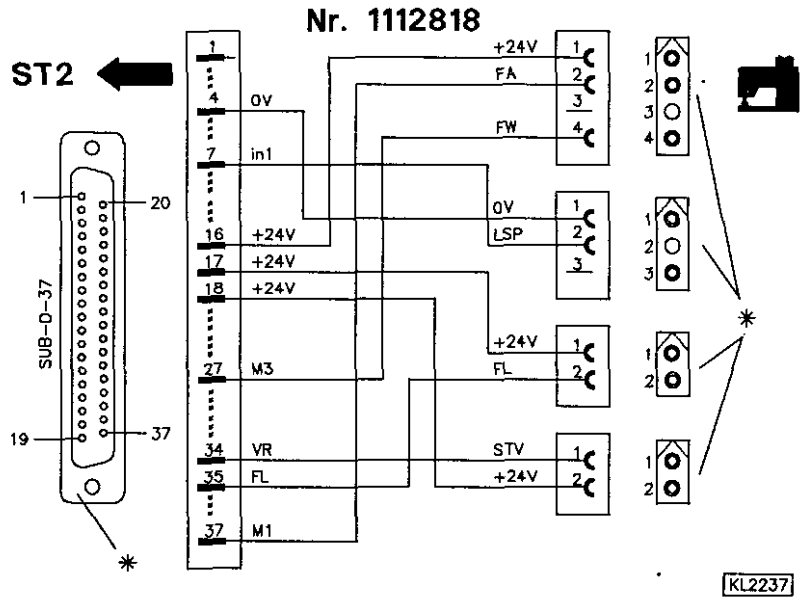 Nr. 1112818
ST2
1
4 0V
7 in1
16 +24V
17 +24V
18 +24V
27 M3
34 VR
35 FL
37 M1
+24V 1
FA 2
3
FW 4
0V 1
LSP 2
3
+24V 1
FL 2
STV 1
+24V 2
1
2
3
4
1
2
3
1
2
1
2
*
1
20
SUB-D-37
19
37
*
KL2237